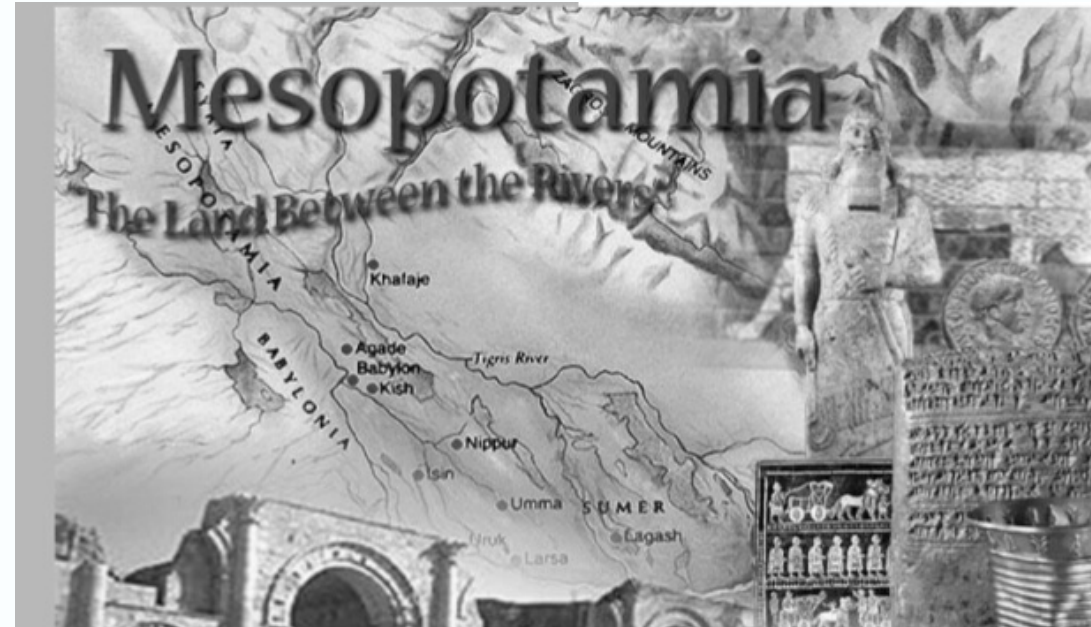 Mesopotamia
"The Land Between the Rivers"
SYRIA
MESOPOTAMIA
ZAGROS MOUNTAINS
Khafaje
BABYLONIA
Agade
Babylon
Kish
Tigris River
Nippur
Isin
Umma
SUMER
Uruk
Lagash
Larsa